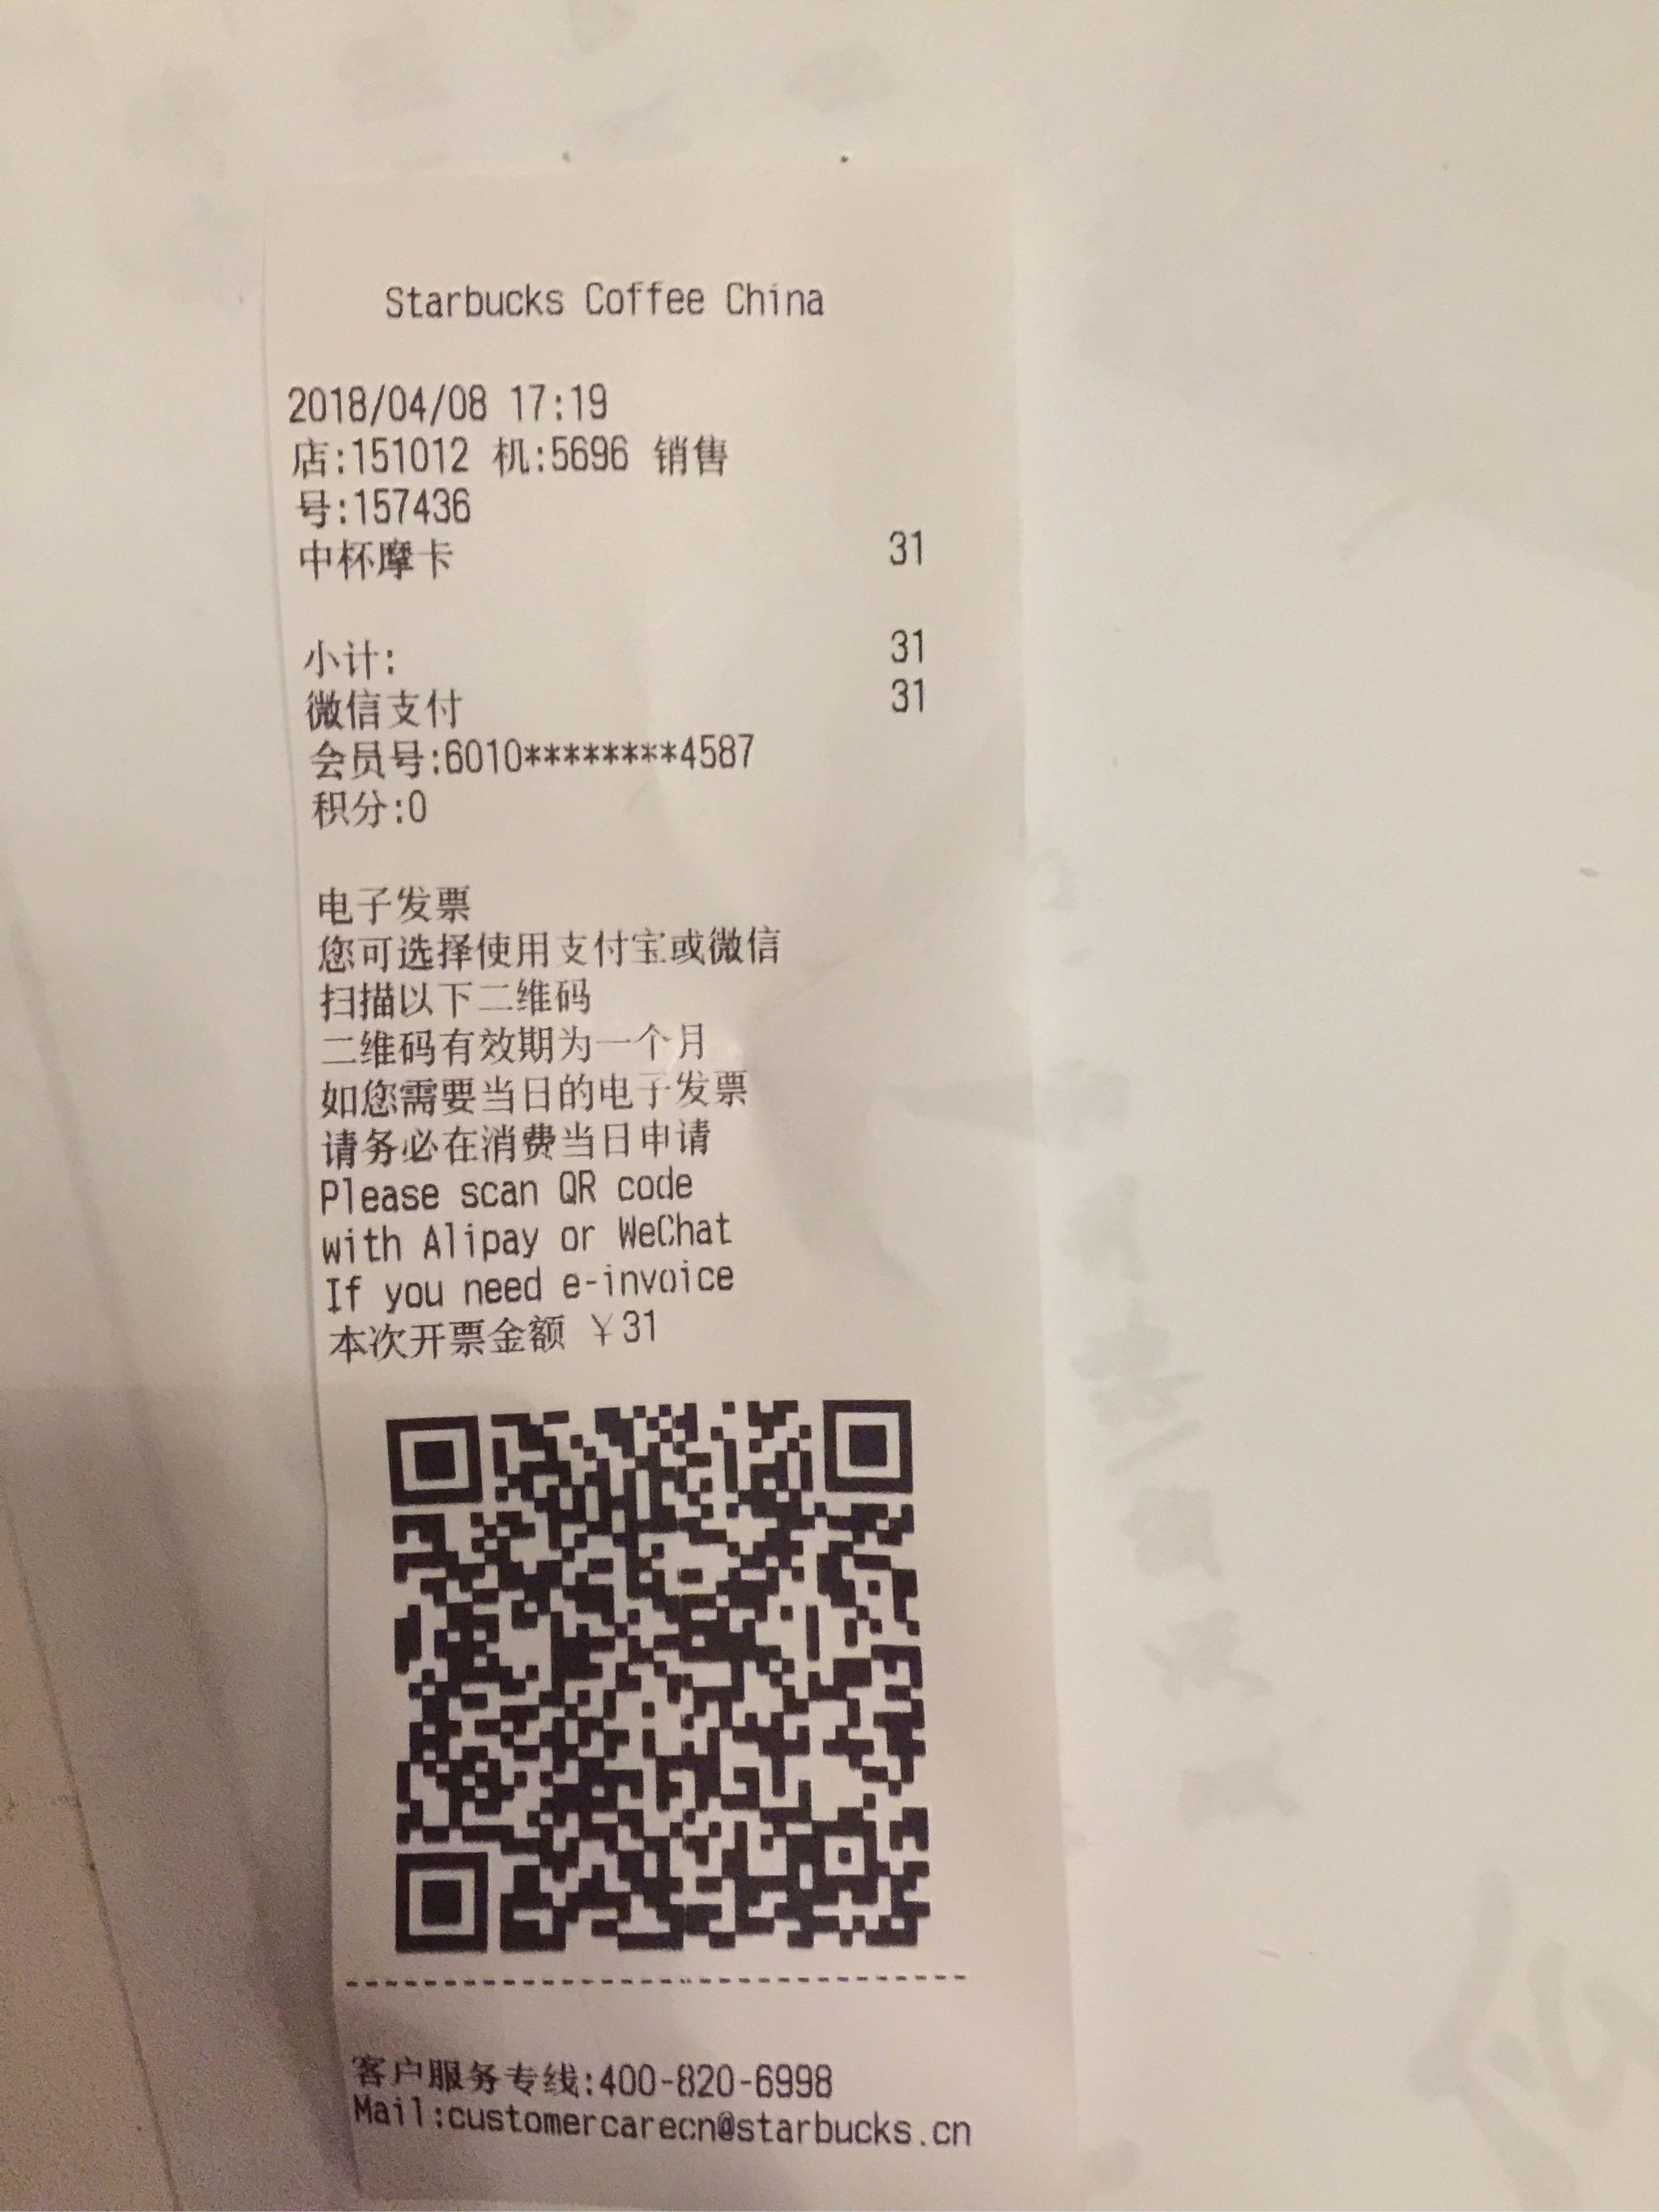 Starbucks Coffee China
2018/04/08 17:19
店:151012 机:5696 销售
号:157436
中杯摩卡 31
小计: 31
微信支付 31
会员号:6010********4587
积分:0
电子发票
您可选择使用支付宝或微信
扫描以下二维码
二维码有效期为一个月
如您需要当日的电子发票
请务必在消费当日申请
Please scan QR code
with Alipay or WeChat
If you need e-invoice
本次开票金额 ¥31
客户服务专线:400-820-6998
Mail:customercarecn@starbucks.cn